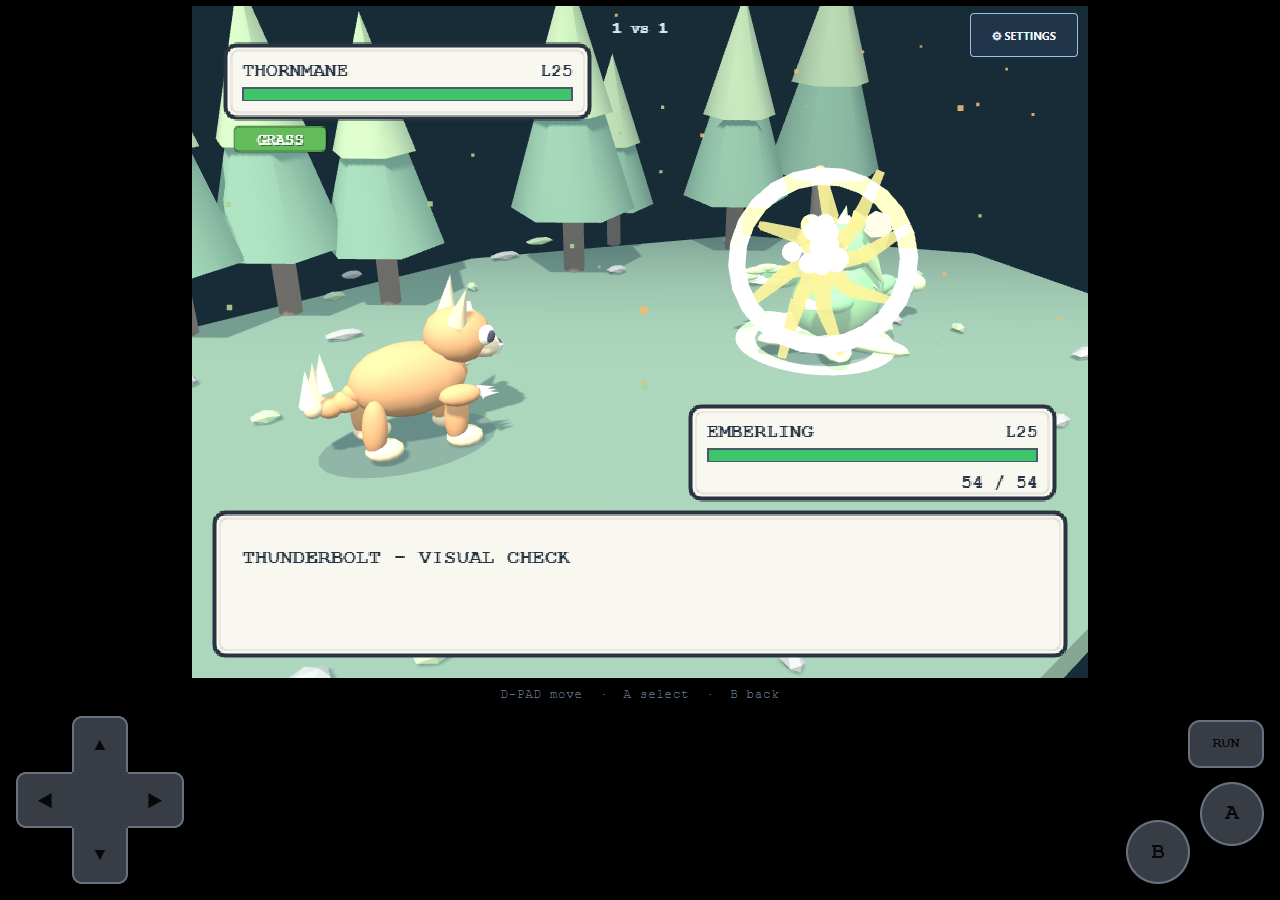 1 vs 1
⚙ SETTINGS
THORNMANE L25
GRASS
EMBERLING L25
54 / 54
THUNDERBOLT - VISUAL CHECK
D-PAD move · A select · B back
RUN
A
B